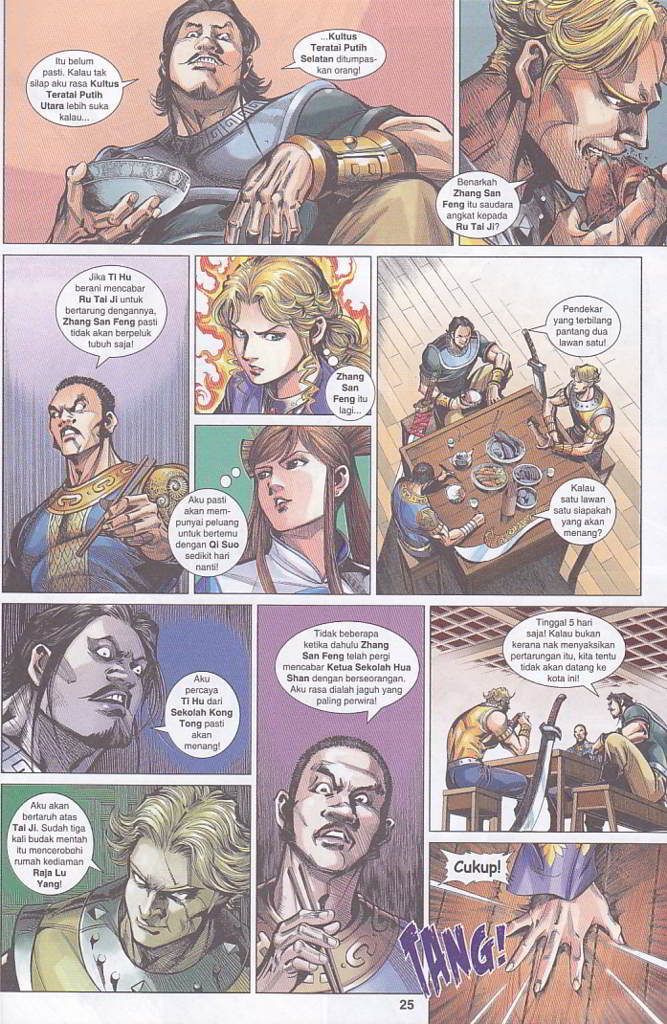 Itu belum
pasti. Kalau tak
silap aku rasa Kultus
Teratai Putih
Utara lebih suka
kalau...
...Kultus
Teratai Putih
Selatan ditumpas-
kan orang!
Benarkah
Zhang San
Feng itu saudara
angkat kepada
Ru Tai Ji?
Jika Ti Hu
berani mencabar
Ru Tai Ji untuk
bertarung dengannya,
Zhang San Feng pasti
tidak akan berpeluk
tubuh saja!
Zhang
San
Feng itu
lagi...
Aku pasti
akan mem-
punyai peluang
untuk bertemu
dengan Qi Suo
sedikit hari
nanti!
Pendekar
yang terbilang
pantang dua
lawan satu!
Kalau
satu lawan
satu siapakah
yang akan
menang?
Aku
percaya
Ti Hu dari
Sekolah Kong
Tong pasti
akan
menang!
Aku akan
bertaruh atas
Tai Ji. Sudah tiga
kali budak mentah
itu mencerobohi
rumah kediaman
Raja Lu
Yang!
Tidak beberapa
ketika dahulu Zhang
San Feng telah pergi
mencabar Ketua Sekolah Hua
Shan dengan berseorangan.
Aku rasa dialah jaguh yang
paling perwira!
Tinggal 5 hari
saja! Kalau bukan
kerana nak menyaksikan
pertarungan itu, kita tentu
tidak akan datang ke
kota ini!
Cukup!
TANG!
25